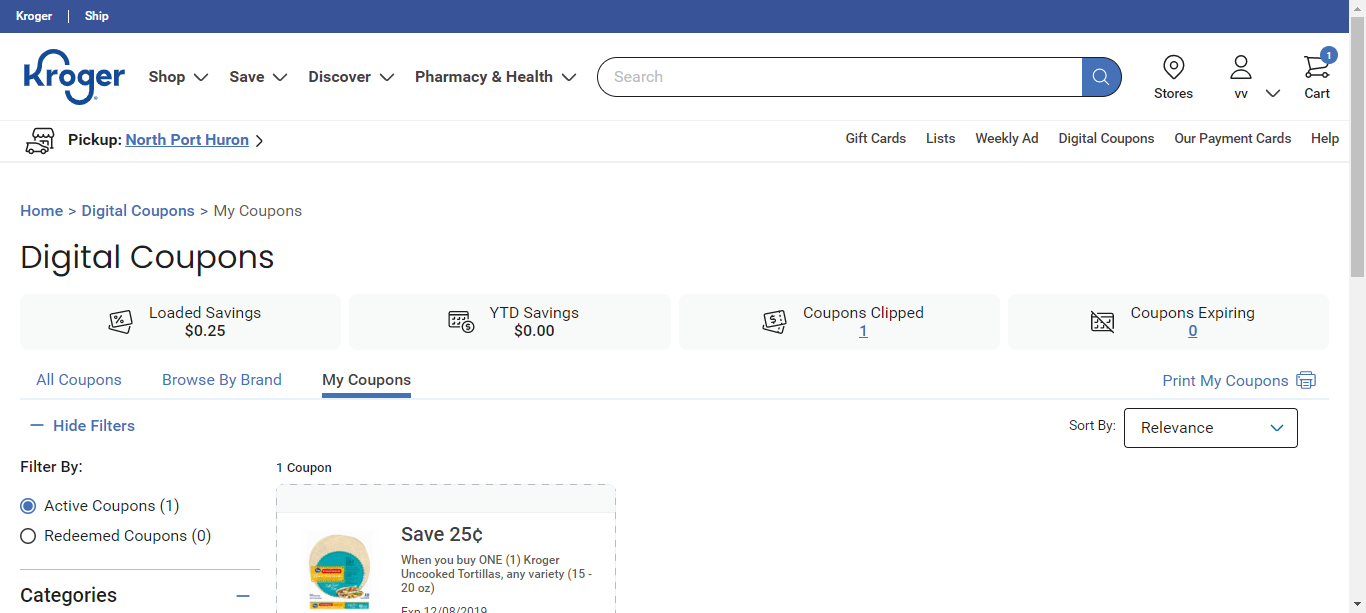 Kroger | Ship
Kroger
Shop
Save
Discover
Pharmacy & Health
Search
Stores
vv
1
Cart
Pickup: North Port Huron
Gift Cards
Lists
Weekly Ad
Digital Coupons
Our Payment Cards
Help
Home > Digital Coupons > My Coupons
Digital Coupons
Loaded Savings
$0.25
YTD Savings
$0.00
Coupons Clipped
1
Coupons Expiring
0
All Coupons
Browse By Brand
My Coupons
Print My Coupons
Hide Filters
Sort By:
Relevance
Filter By:
Active Coupons (1)
Redeemed Coupons (0)
Categories
1 Coupon
Save 25¢
When you buy ONE (1) Kroger
Uncooked Tortillas, any variety (15 -
20 oz)
Exp 12/08/2019